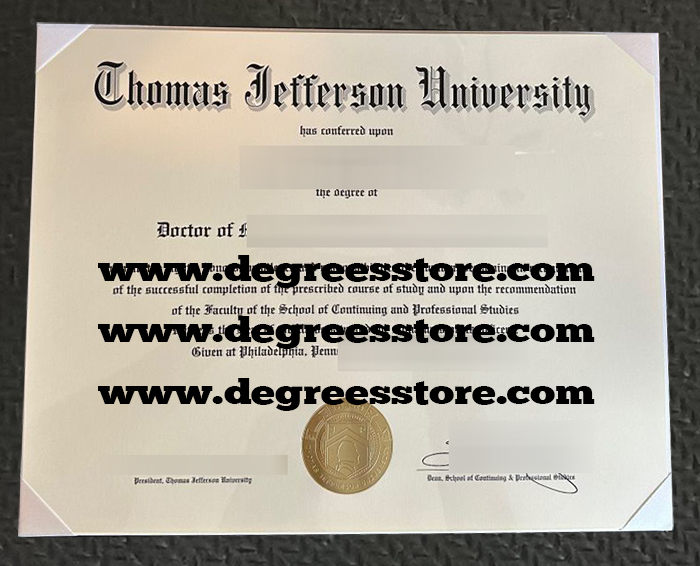 Thomas Jefferson University
has conferred upon
the degree of
Doctor of
www.degreesstore.com
of the successful completion of the prescribed course of study and upon the recommendation
of the Faculty of the School of Continuing and Professional Studies
www.degreesstore.com
Given at Philadelphia,
www.degreesstore.com
President, Thomas Jefferson University
Dean, School of Continuing & Professional Studies